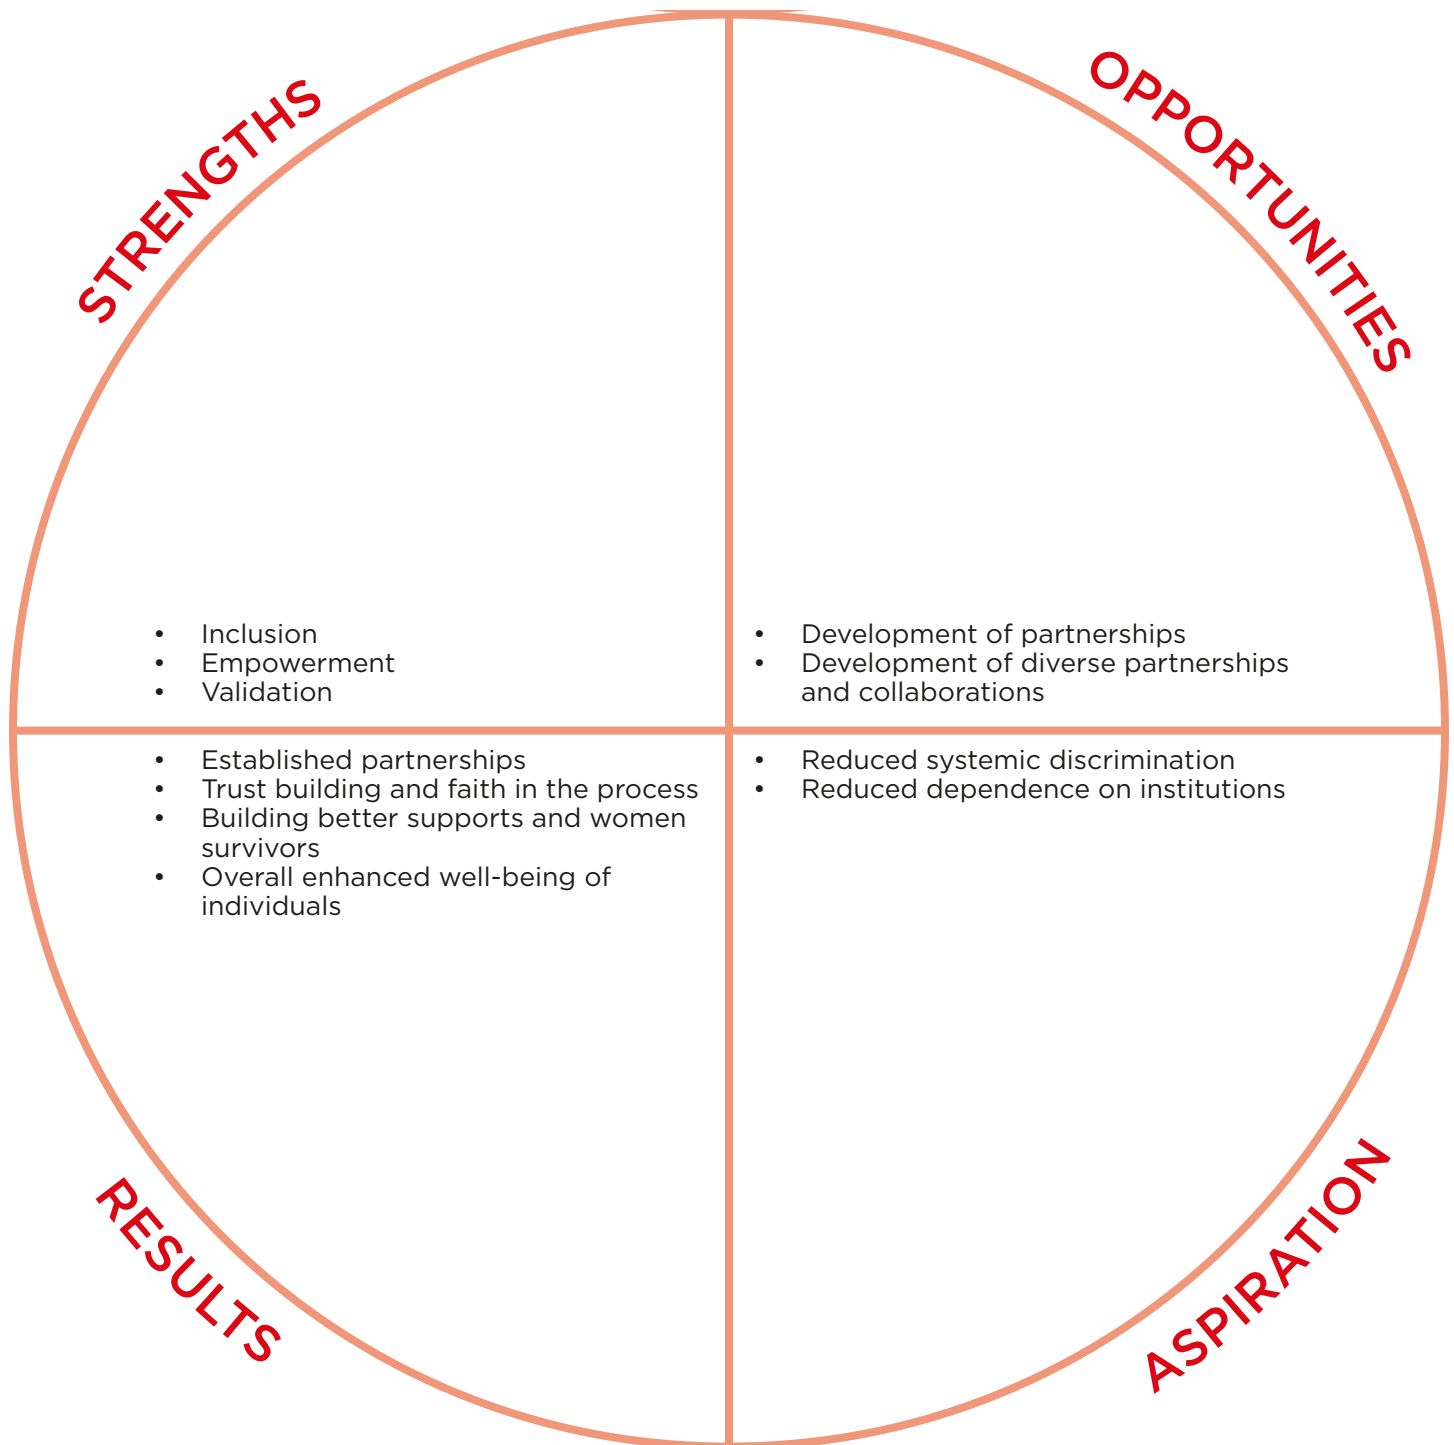 STRENGTHS
• Inclusion
• Empowerment
• Validation
OPPORTUNITIES
• Development of partnerships
• Development of diverse partnerships
and collaborations
RESULTS
• Established partnerships
• Trust building and faith in the process
• Building better supports and women
survivors
• Overall enhanced well-being of
individuals
ASPIRATION
• Reduced systemic discrimination
• Reduced dependence on institutions